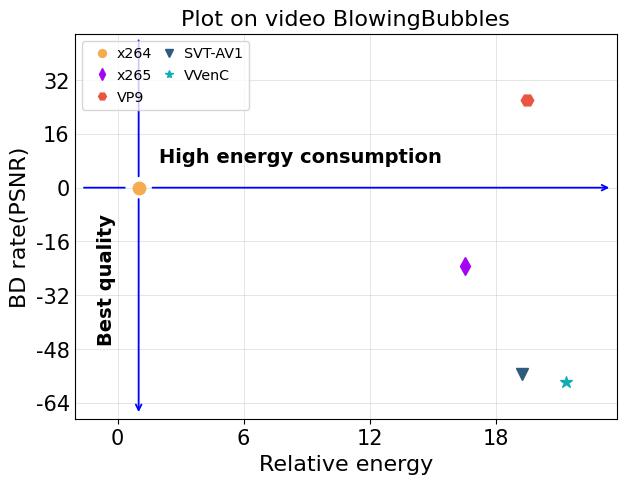 Plot on video BlowingBubbles
x264
x265
VP9
SVT-AV1
VVenC
High energy consumption
Best quality
BD rate(PSNR)
32
16
0
-16
-32
-48
-64
0 6 12 18
Relative energy